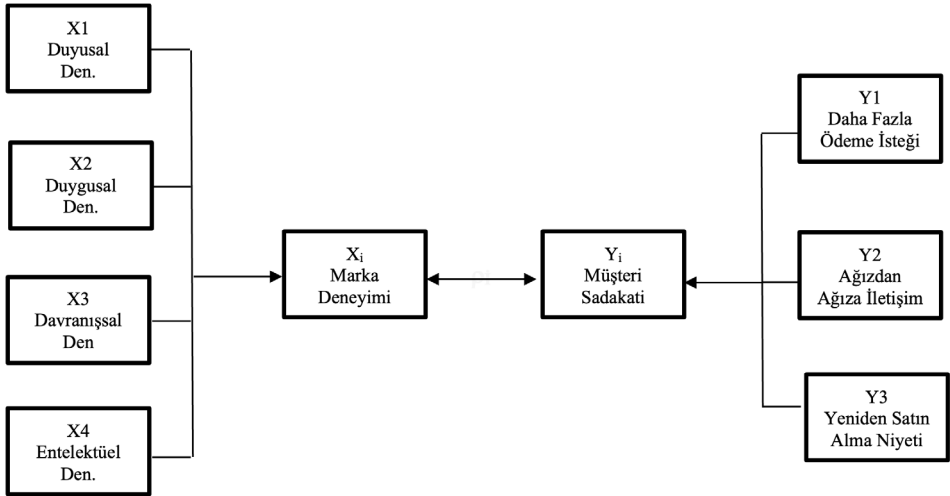 X1
Duyusal
Den.
X2
Duygusal
Den.
X3
Davranışsal
Den
X4
Entelektüel
Den.
Xi
Marka
Deneyimi
Yi
Müşteri
Sadakati
Y1
Daha Fazla
Ödeme İsteği
Y2
Ağızdan
Ağıza İletişim
Y3
Yeniden Satın
Alma Niyeti